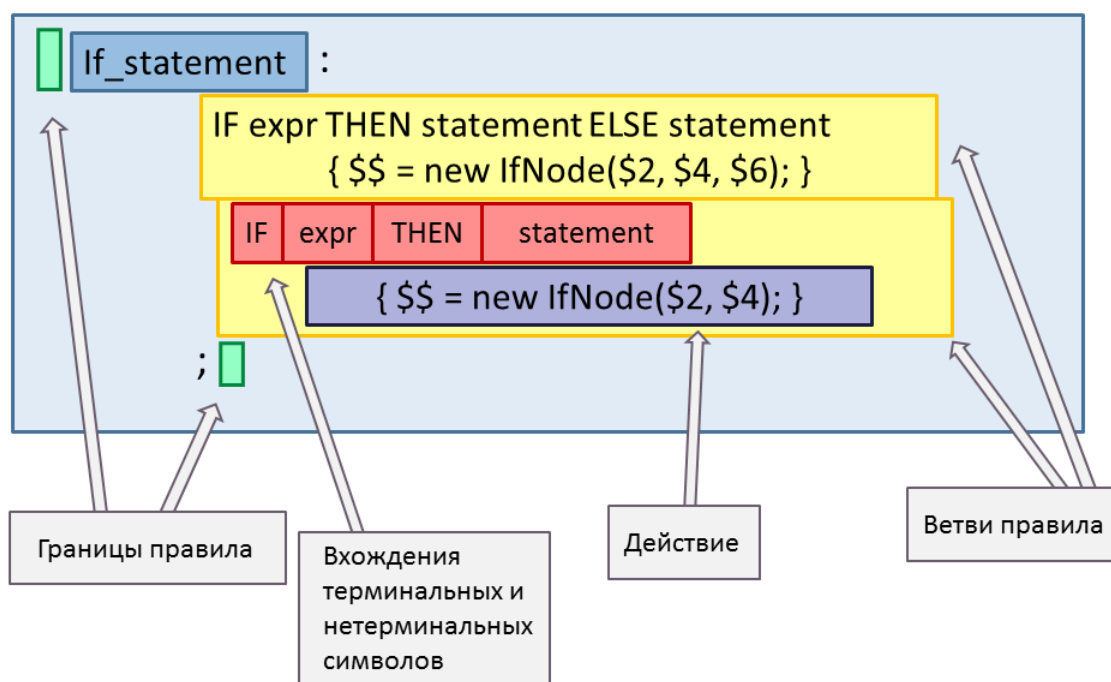 If_statement :
IF expr THEN statement ELSE statement
{ $$ = new IfNode($2, $4, $6); }
IF expr THEN statement
{ $$ = new IfNode($2, $4); }
;
Границы правила
Вхождения
терминальных и
нетерминальных
символов
Действие
Ветви правила